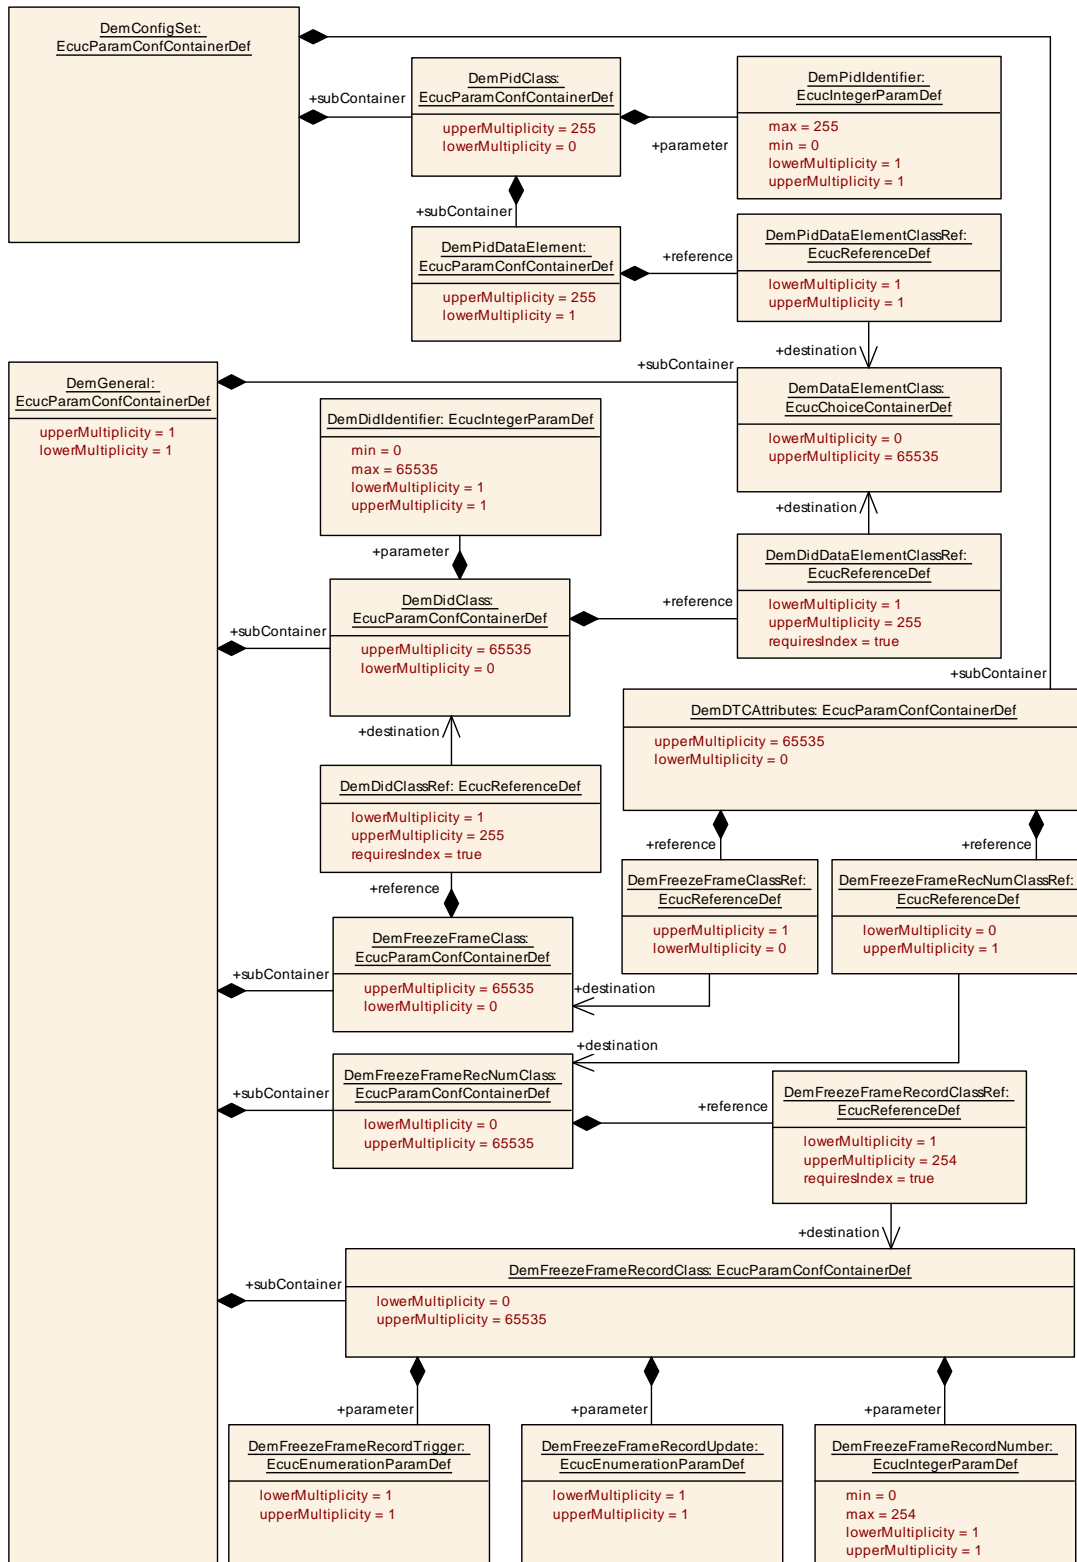 DemConfigSet:
EcucParamConfContainerDef
+subContainer
DemPidClass:
EcucParamConfContainerDef
upperMultiplicity = 255
lowerMultiplicity = 0
+parameter
DemPidIdentifier:
EcucIntegerParamDef
max = 255
min = 0
lowerMultiplicity = 1
upperMultiplicity = 1
+subContainer
DemPidDataElement:
EcucParamConfContainerDef
upperMultiplicity = 255
lowerMultiplicity = 1
+reference
DemPidDataElementClassRef:
EcucReferenceDef
lowerMultiplicity = 1
upperMultiplicity = 1
+destination
DemGeneral:
EcucParamConfContainerDef
upperMultiplicity = 1
lowerMultiplicity = 1
+subContainer
DemDataElementClass:
EcucChoiceContainerDef
lowerMultiplicity = 0
upperMultiplicity = 65535
DemDidIdentifier: EcucIntegerParamDef
min = 0
max = 65535
lowerMultiplicity = 1
upperMultiplicity = 1
+destination
+parameter
DemDidDataElementClassRef:
EcucReferenceDef
lowerMultiplicity = 1
upperMultiplicity = 255
requiresIndex = true
+subContainer
DemDidClass:
EcucParamConfContainerDef
upperMultiplicity = 65535
lowerMultiplicity = 0
+reference
+subContainer
DemDTCAttributes: EcucParamConfContainerDef
upperMultiplicity = 65535
lowerMultiplicity = 0
+destination
DemDidClassRef: EcucReferenceDef
lowerMultiplicity = 1
upperMultiplicity = 255
requiresIndex = true
+reference
+reference
+reference
DemFreezeFrameClassRef:
EcucReferenceDef
upperMultiplicity = 1
lowerMultiplicity = 0
DemFreezeFrameRecNumClassRef:
EcucReferenceDef
lowerMultiplicity = 0
upperMultiplicity = 1
+subContainer
DemFreezeFrameClass:
EcucParamConfContainerDef
upperMultiplicity = 65535
lowerMultiplicity = 0
+destination
+destination
+subContainer
DemFreezeFrameRecNumClass:
EcucParamConfContainerDef
lowerMultiplicity = 0
upperMultiplicity = 65535
+reference
DemFreezeFrameRecordClassRef:
EcucReferenceDef
lowerMultiplicity = 1
upperMultiplicity = 254
requiresIndex = true
+destination
+subContainer
DemFreezeFrameRecordClass: EcucParamConfContainerDef
lowerMultiplicity = 0
upperMultiplicity = 65535
+parameter
+parameter
+parameter
DemFreezeFrameRecordTrigger:
EcucEnumerationParamDef
lowerMultiplicity = 1
upperMultiplicity = 1
DemFreezeFrameRecordUpdate:
EcucEnumerationParamDef
lowerMultiplicity = 1
upperMultiplicity = 1
DemFreezeFrameRecordNumber:
EcucIntegerParamDef
min = 0
max = 254
lowerMultiplicity = 1
upperMultiplicity = 1